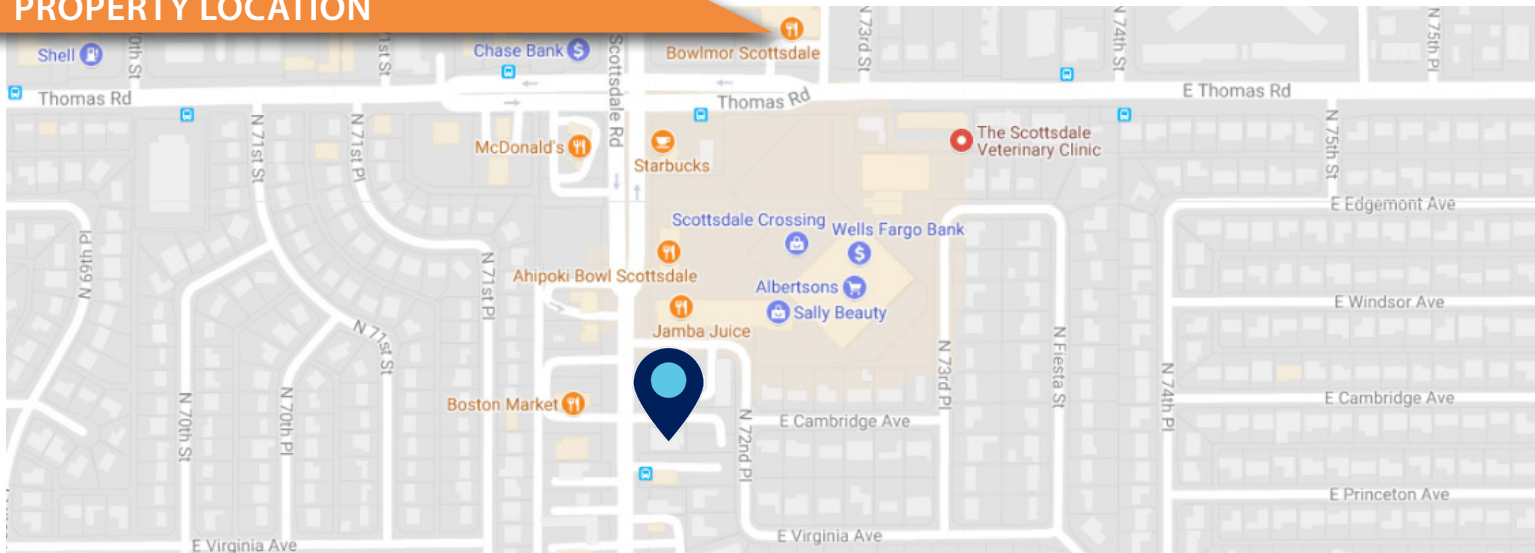 PROPERTY LOCATION
Shell
1st St
Chase Bank
Scottsdale Rd
Bowlmor Scottsdale
N 73rd St
N 74th St
N 75th Pl
Thomas Rd
Thomas Rd
E Thomas Rd
N 71st St
N 71st Pl
McDonald's
Starbucks
The Scottsdale
Veterinary Clinic
N 75th St
E Edgemont Ave
Scottsdale Crossing
Wells Fargo Bank
N 69th Pl
N 71st Pl
Ahipoki Bowl Scottsdale
Albertsons
Sally Beauty
E Windsor Ave
Jamba Juice
N 71st St
N 73rd Pl
N Fiesta St
N 74th Pl
N 70th St
N 70th Pl
Boston Market
N 72nd Pl
E Cambridge Ave
E Cambridge Ave
E Princeton Ave
E Virginia Ave
E Virginia Ave